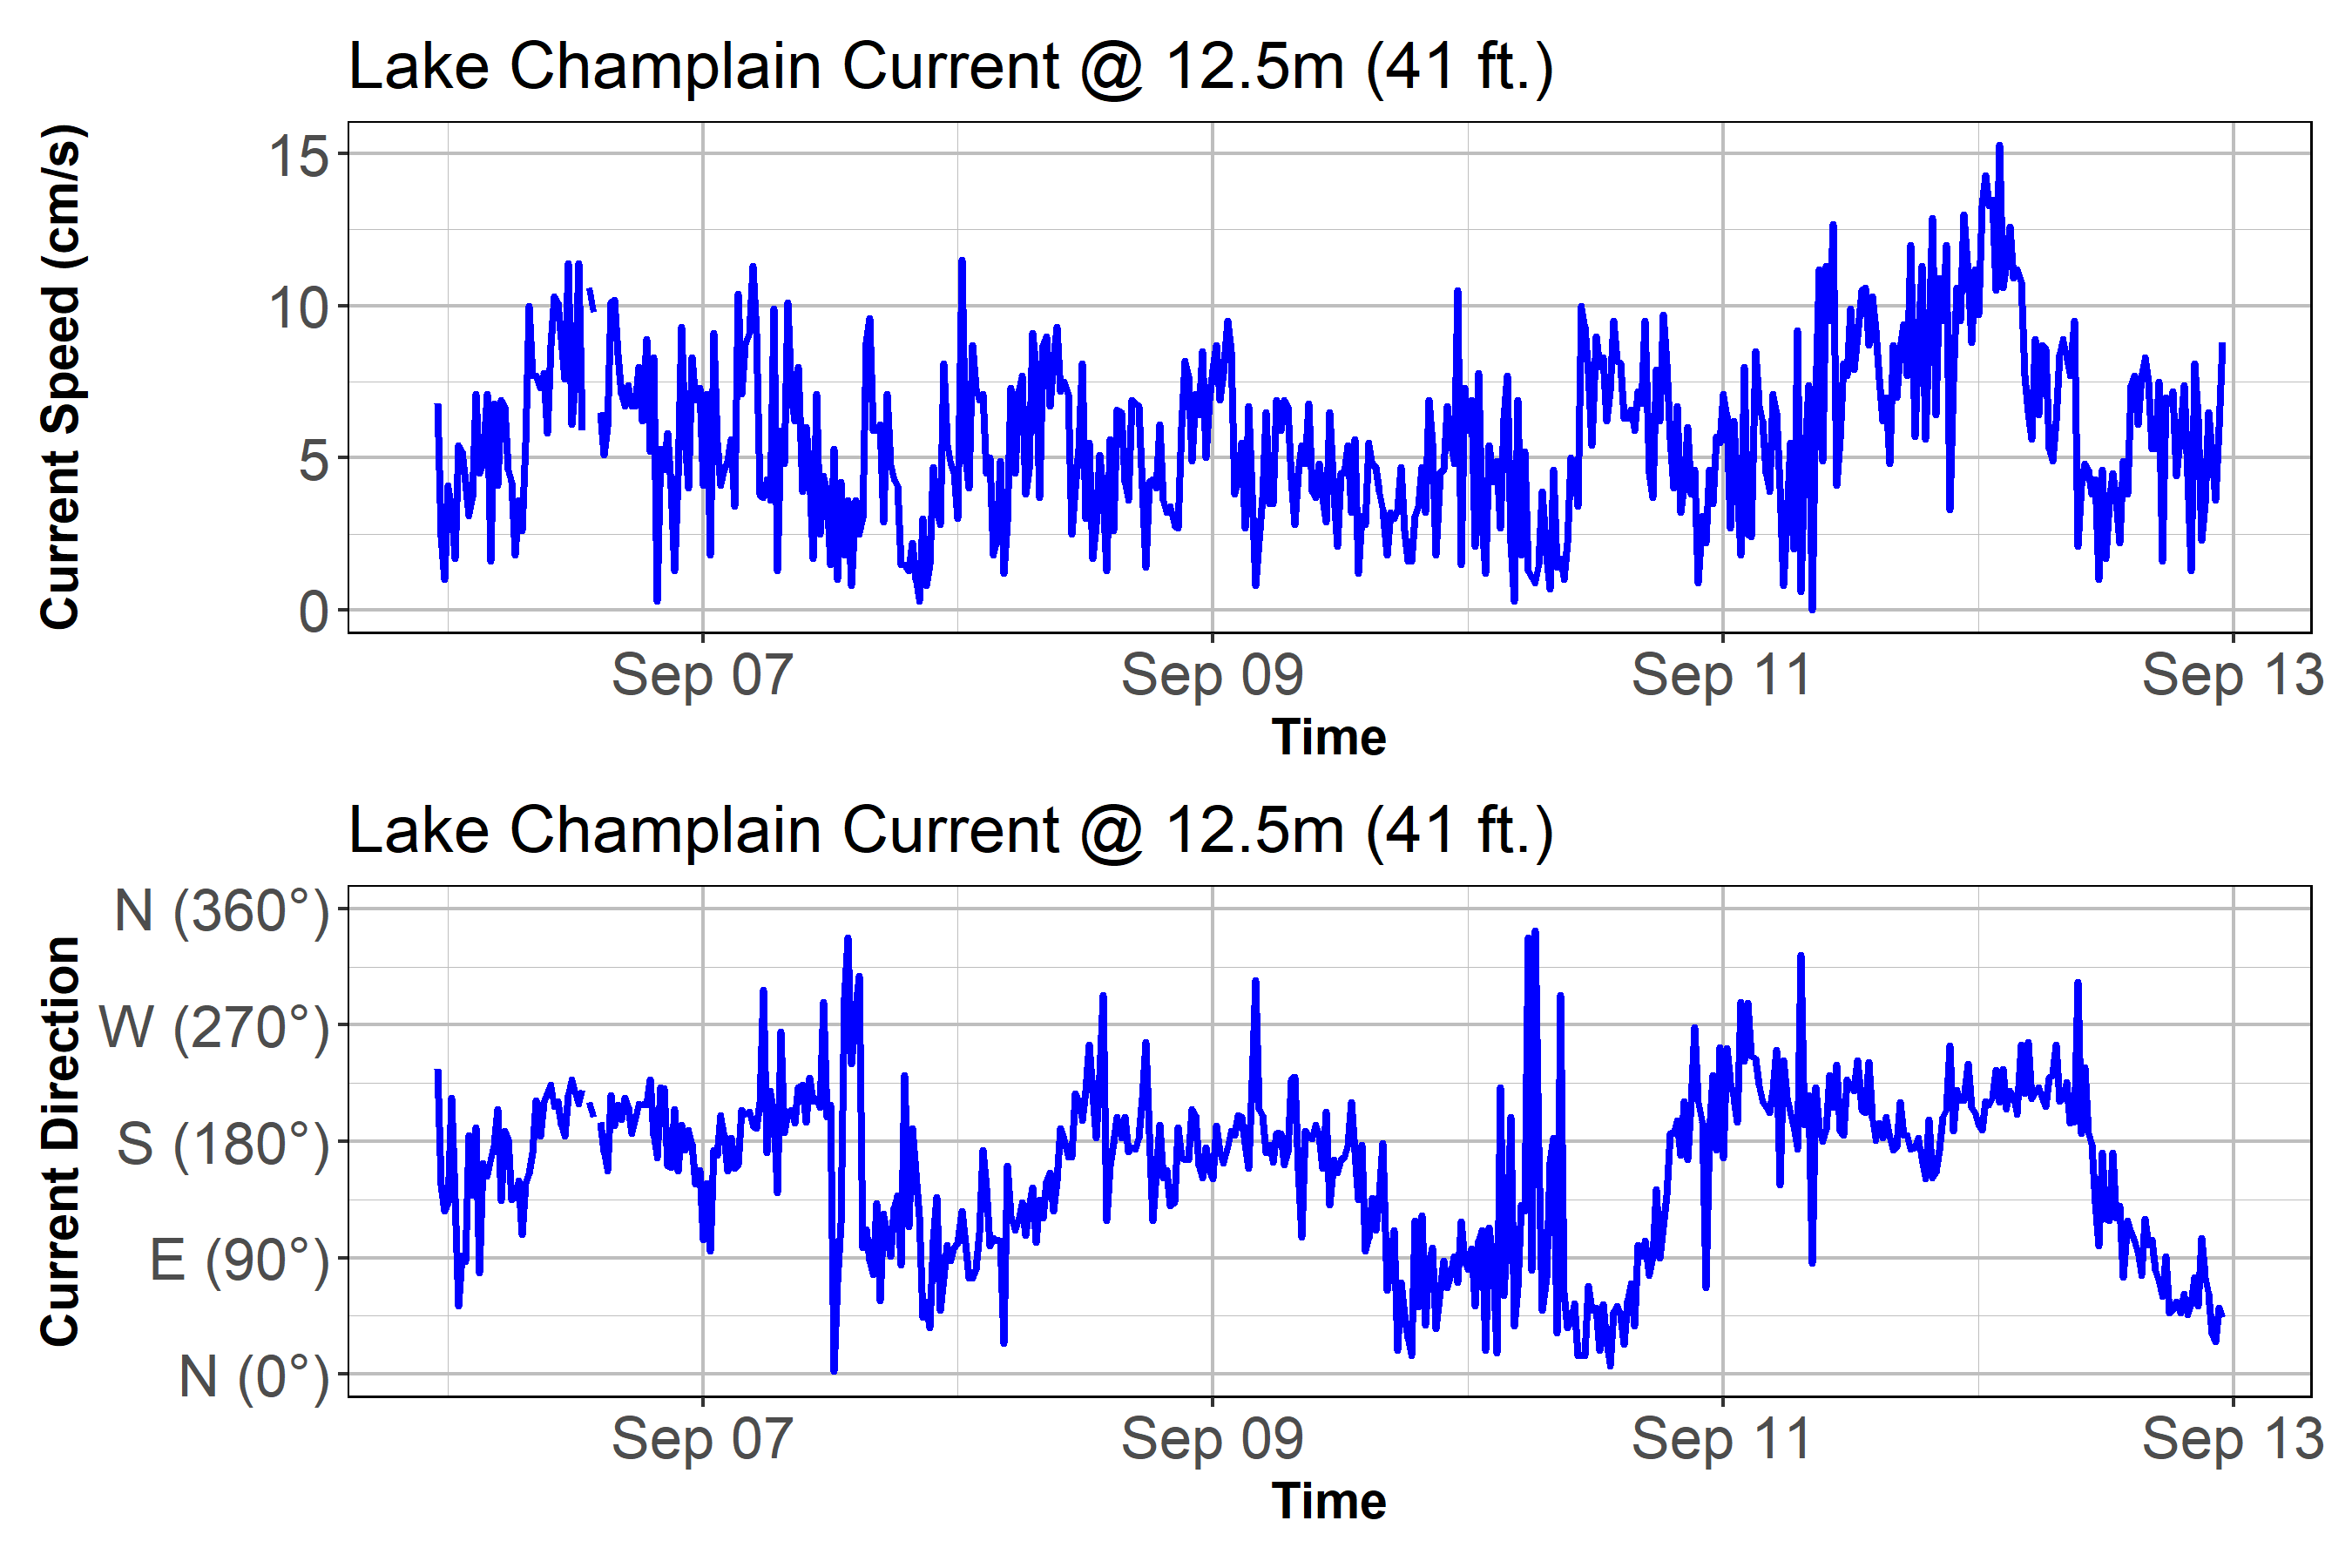 Lake Champlain Current @ 12.5m (41 ft.)
Current Speed (cm/s)
15
10
5
0
Sep 07 Sep 09 Sep 11 Sep 13
Time
Lake Champlain Current @ 12.5m (41 ft.)
Current Direction
N (360°)
W (270°)
S (180°)
E (90°)
N (0°)
Sep 07 Sep 09 Sep 11 Sep 13
Time